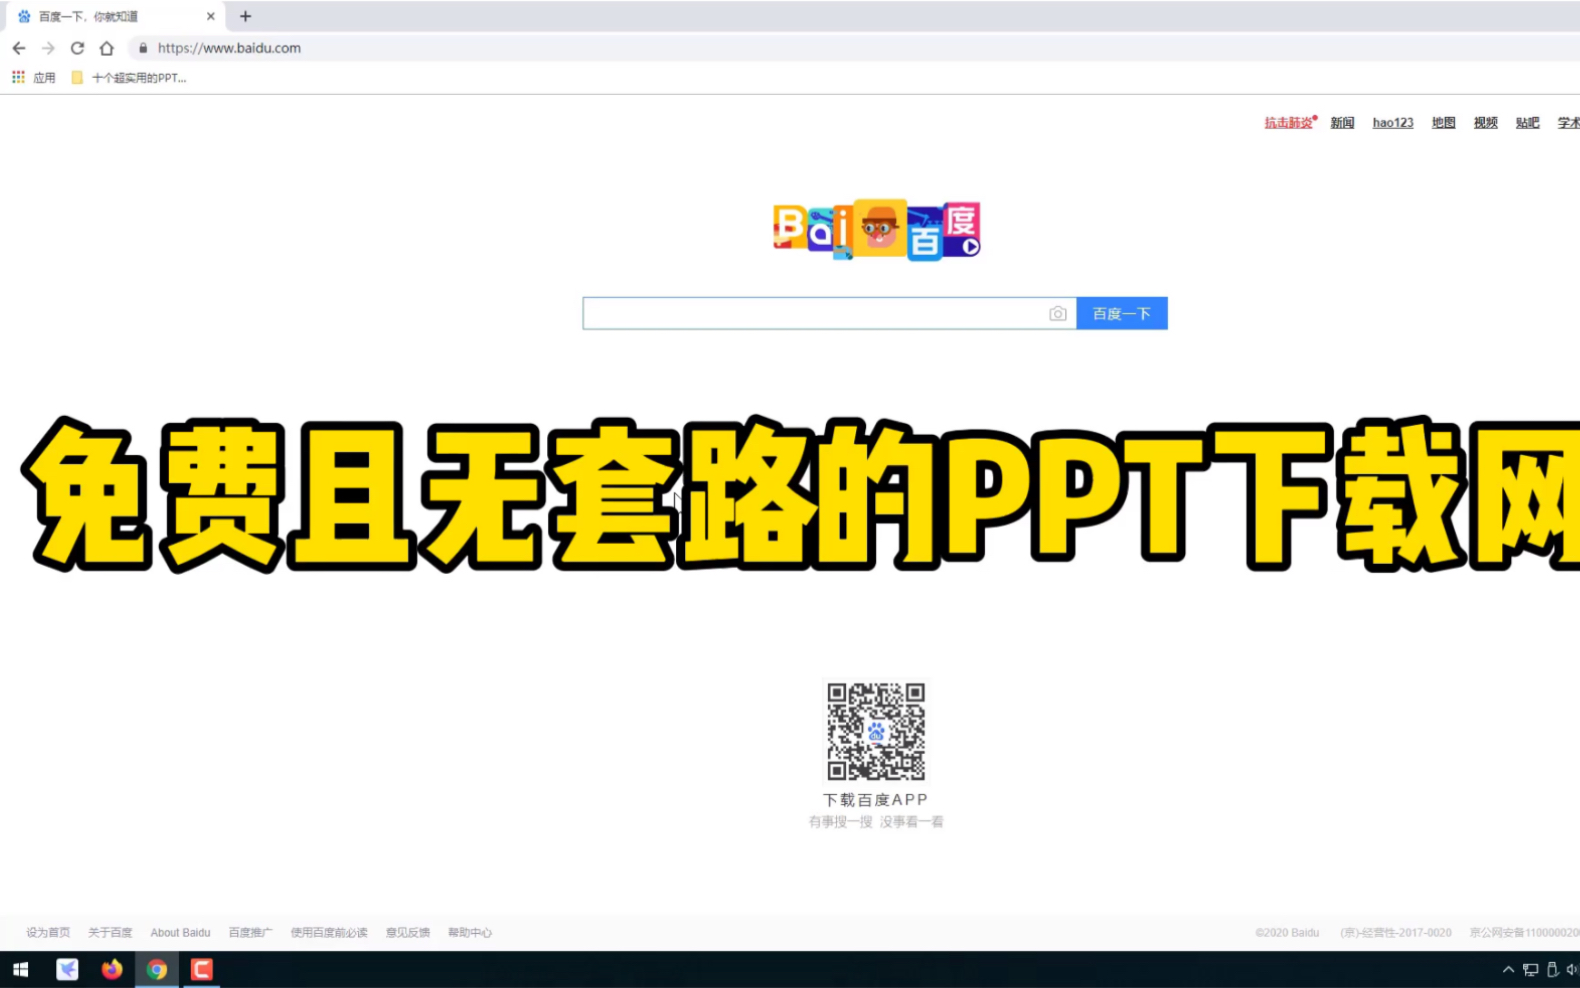 百度一下，你就知道
https://www.baidu.com
应用 十个超实用的PPT...
抗击肺炎 新闻 hao123 地图 视频 贴吧 学术
Bai 百度
百度一下
免费且无套路的PPT下载网
du
下载百度APP
有事搜一搜 没事看一看
设为首页 关于百度 About Baidu 百度推广 使用百度前必读 意见反馈 帮助中心 ©2020 Baidu (京)-经营性-2017-0020 京公网安备110000020